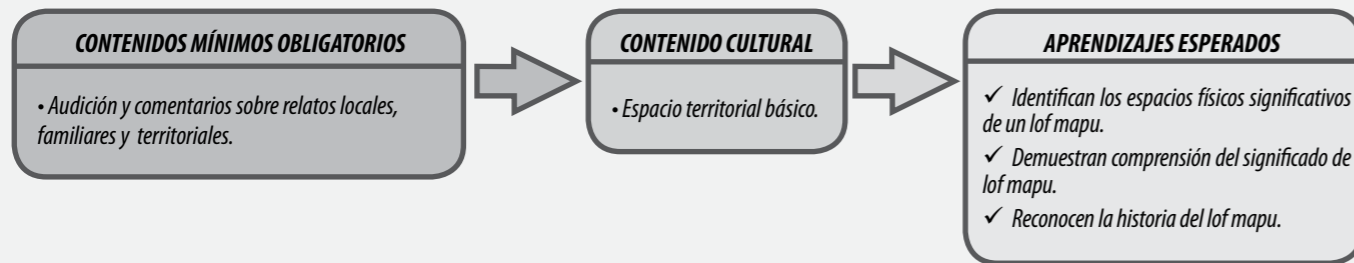 CONTENIDOS MÍNIMOS OBLIGATORIOS
• Audición y comentarios sobre relatos locales,
familiares y territoriales.
CONTENIDO CULTURAL
• Espacio territorial básico.
APRENDIZAJES ESPERADOS
✓ Identifican los espacios físicos significativos
de un lof mapu.
✓ Demuestran comprensión del significado de
lof mapu.
✓ Reconocen la historia del lof mapu.